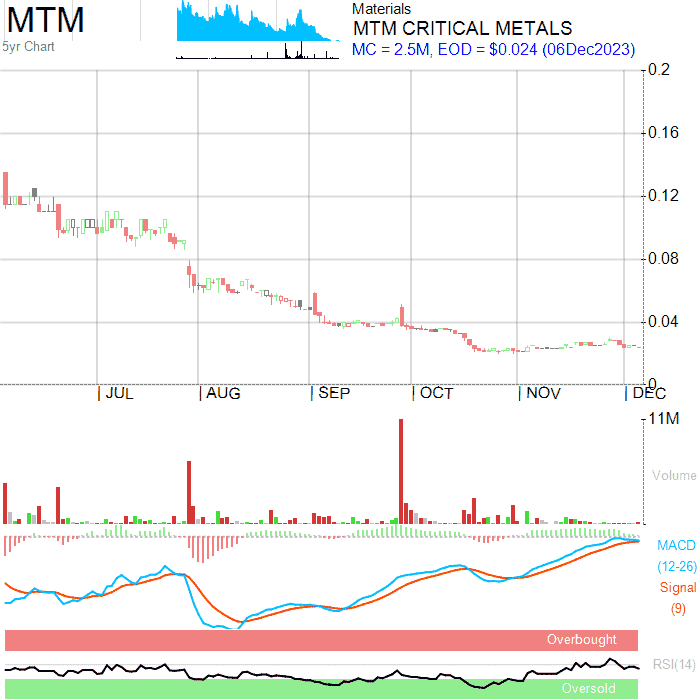 MTM
5yr Chart
Materials
MTM CRITICAL METALS
MC = 2.5M, EOD = $0.024 (06Dec2023)
0.2
0.16
0.12
0.08
0.04
0
JUL AUG SEP OCT NOV DEC
11M
Volume
MACD
(12-26)
Signal
(9)
Overbought
RSI(14)
Oversold